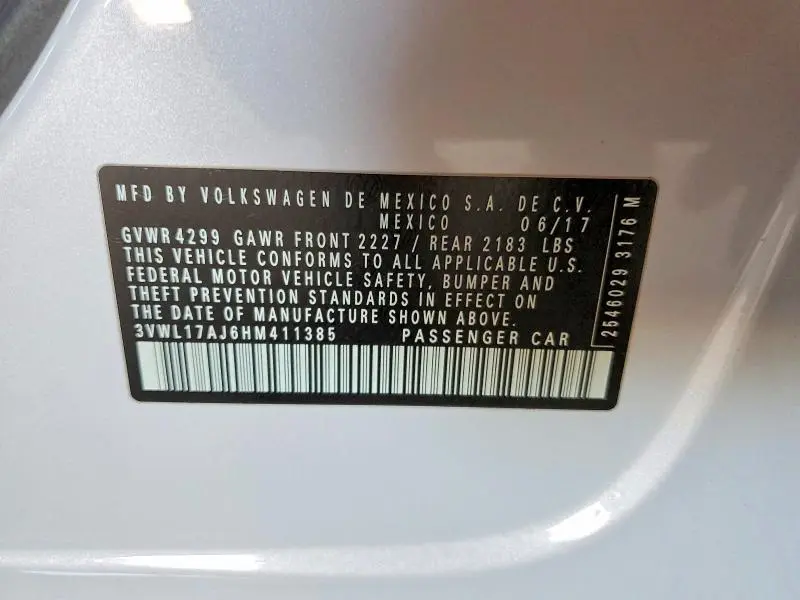 MFD BY VOLKSWAGEN DE MEXICO S.A. DE C.V.
MEXICO 06/17
GVWR 4299 GAWR FRONT 2227 / REAR 2183 LBS
THIS VEHICLE CONFORMS TO ALL APPLICABLE U.S.
FEDERAL MOTOR VEHICLE SAFETY, BUMPER AND
THEFT PREVENTION STANDARDS IN EFFECT ON
THE DATE OF MANUFACTURE SHOWN ABOVE.
3VWL17AJ6HM411385 PASSENGER CAR
2546029 3176 M